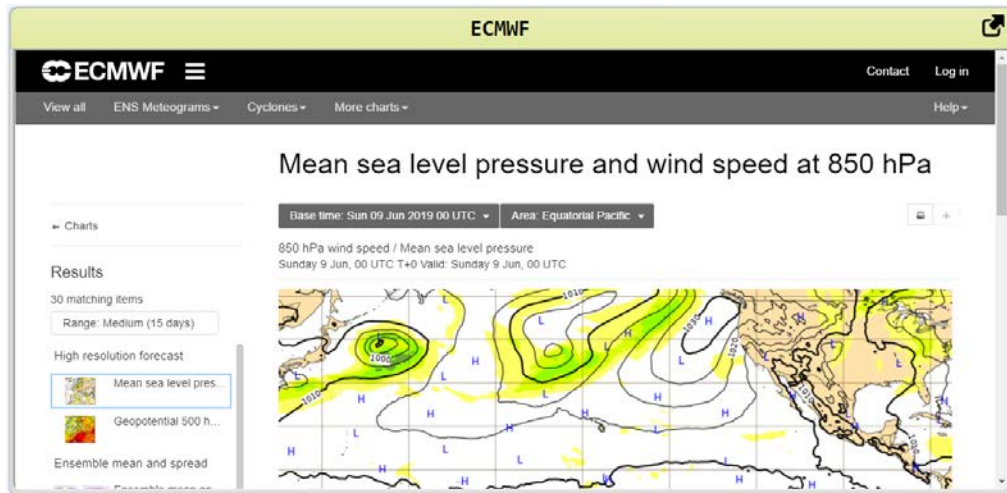 ECMWF
ECMWF
Contact Log in
View all ENS Meteograms Cyclones More charts Help
Mean sea level pressure and wind speed at 850 hPa
Base time: Sun 09 Jun 2019 00 UTC Area: Equatorial Pacific
← Charts
850 hPa wind speed / Mean sea level pressure
Sunday 9 Jun, 00 UTC T+0 Valid: Sunday 9 Jun, 00 UTC
Results
30 matching items
Range: Medium (15 days)
High resolution forecast
Mean sea level pres...
Geopotential 500 h...
Ensemble mean and spread
1010
1030
1020
1000
1010
1010